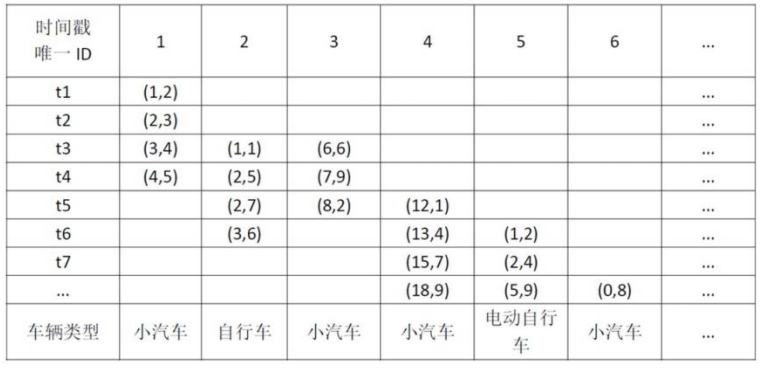 时间戳 唯一 ID 1 2 3 4 5 6 ...
t1 (1,2) ...
t2 (2,3) ...
t3 (3,4) (1,1) (6,6) ...
t4 (4,5) (2,5) (7,9) ...
t5 (2,7) (8,2) (12,1) ...
t6 (3,6) (13,4) (1,2) ...
t7 (15,7) (2,4) ...
... (18,9) (5,9) (0,8) ...
车辆类型 小汽车 自行车 小汽车 小汽车 电动自行车 小汽车 ...